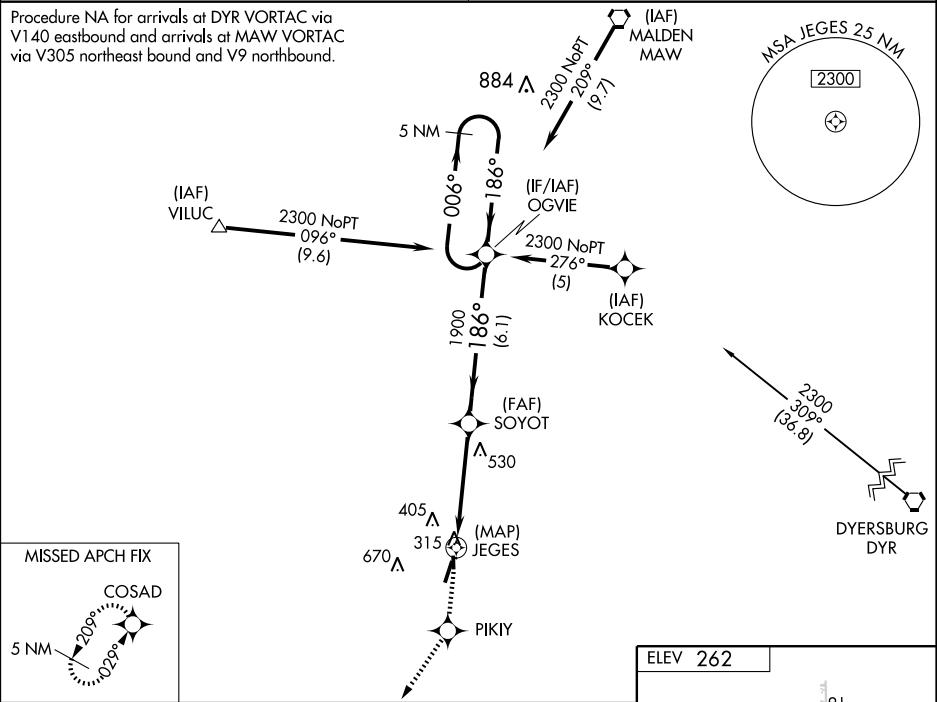 Procedure NA for arrivals at DYR VORTAC via
V140 eastbound and arrivals at MAW VORTAC
via V305 northeast bound and V9 northbound.
(IAF)
MALDEN
MAW
2300 NoPT
209°
(9.7)
884
MSA JEGES 25 NM
2300
5 NM
006°
186°
(IF/IAF)
OGVIE
(IAF)
VILUC
2300 NoPT
096°
(9.6)
2300 NoPT
276°
(5)
(IAF)
KOCEK
1900
186°
(6.1)
(FAF)
SOYOT
530
2300
309°
(36.8)
DYERSBURG
DYR
405
315
(MAP)
JEGES
670
PIKIY
MISSED APCH FIX
COSAD
5 NM
209°
029°
ELEV 262